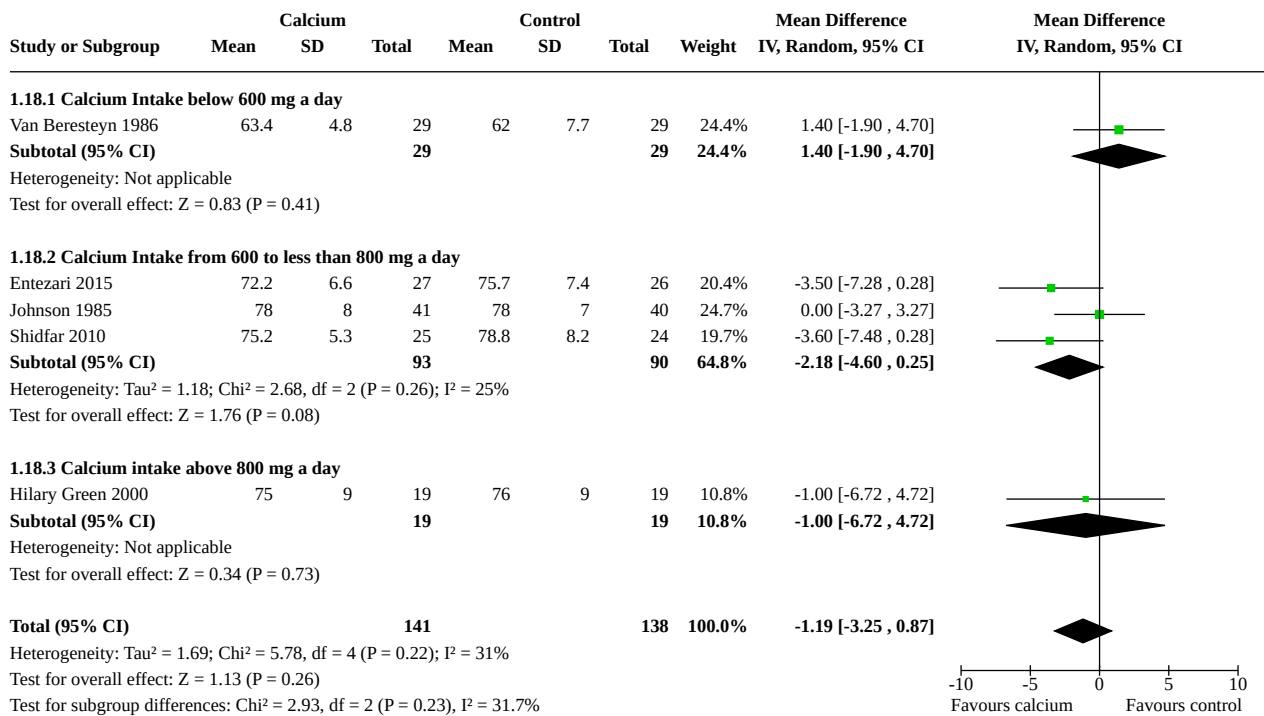 Calcium Control Mean Difference Mean Difference
Study or Subgroup Mean SD Total Mean SD Total Weight IV, Random, 95% CI IV, Random, 95% CI
1.18.1 Calcium Intake below 600 mg a day
Van Beresteyn 1986 63.4 4.8 29 62 7.7 29 24.4% 1.40 [-1.90 , 4.70]
Subtotal (95% CI) 29 29 24.4% 1.40 [-1.90 , 4.70]
Heterogeneity: Not applicable
Test for overall effect: Z = 0.83 (P = 0.41)
1.18.2 Calcium Intake from 600 to less than 800 mg a day
Entezari 2015 72.2 6.6 27 75.7 7.4 26 20.4% -3.50 [-7.28 , 0.28]
Johnson 1985 78 8 41 78 7 40 24.7% 0.00 [-3.27 , 3.27]
Shidfar 2010 75.2 5.3 25 78.8 8.2 24 19.7% -3.60 [-7.48 , 0.28]
Subtotal (95% CI) 93 90 64.8% -2.18 [-4.60 , 0.25]
Heterogeneity: Tau² = 1.18; Chi² = 2.68, df = 2 (P = 0.26); I² = 25%
Test for overall effect: Z = 1.76 (P = 0.08)
1.18.3 Calcium intake above 800 mg a day
Hilary Green 2000 75 9 19 76 9 19 10.8% -1.00 [-6.72 , 4.72]
Subtotal (95% CI) 19 19 10.8% -1.00 [-6.72 , 4.72]
Heterogeneity: Not applicable
Test for overall effect: Z = 0.34 (P = 0.73)
Total (95% CI) 141 138 100.0% -1.19 [-3.25 , 0.87]
Heterogeneity: Tau² = 1.69; Chi² = 5.78, df = 4 (P = 0.22); I² = 31%
Test for overall effect: Z = 1.13 (P = 0.26)
Test for subgroup differences: Chi² = 2.93, df = 2 (P = 0.23), I² = 31.7%
-10 -5 0 5 10
Favours calcium Favours control